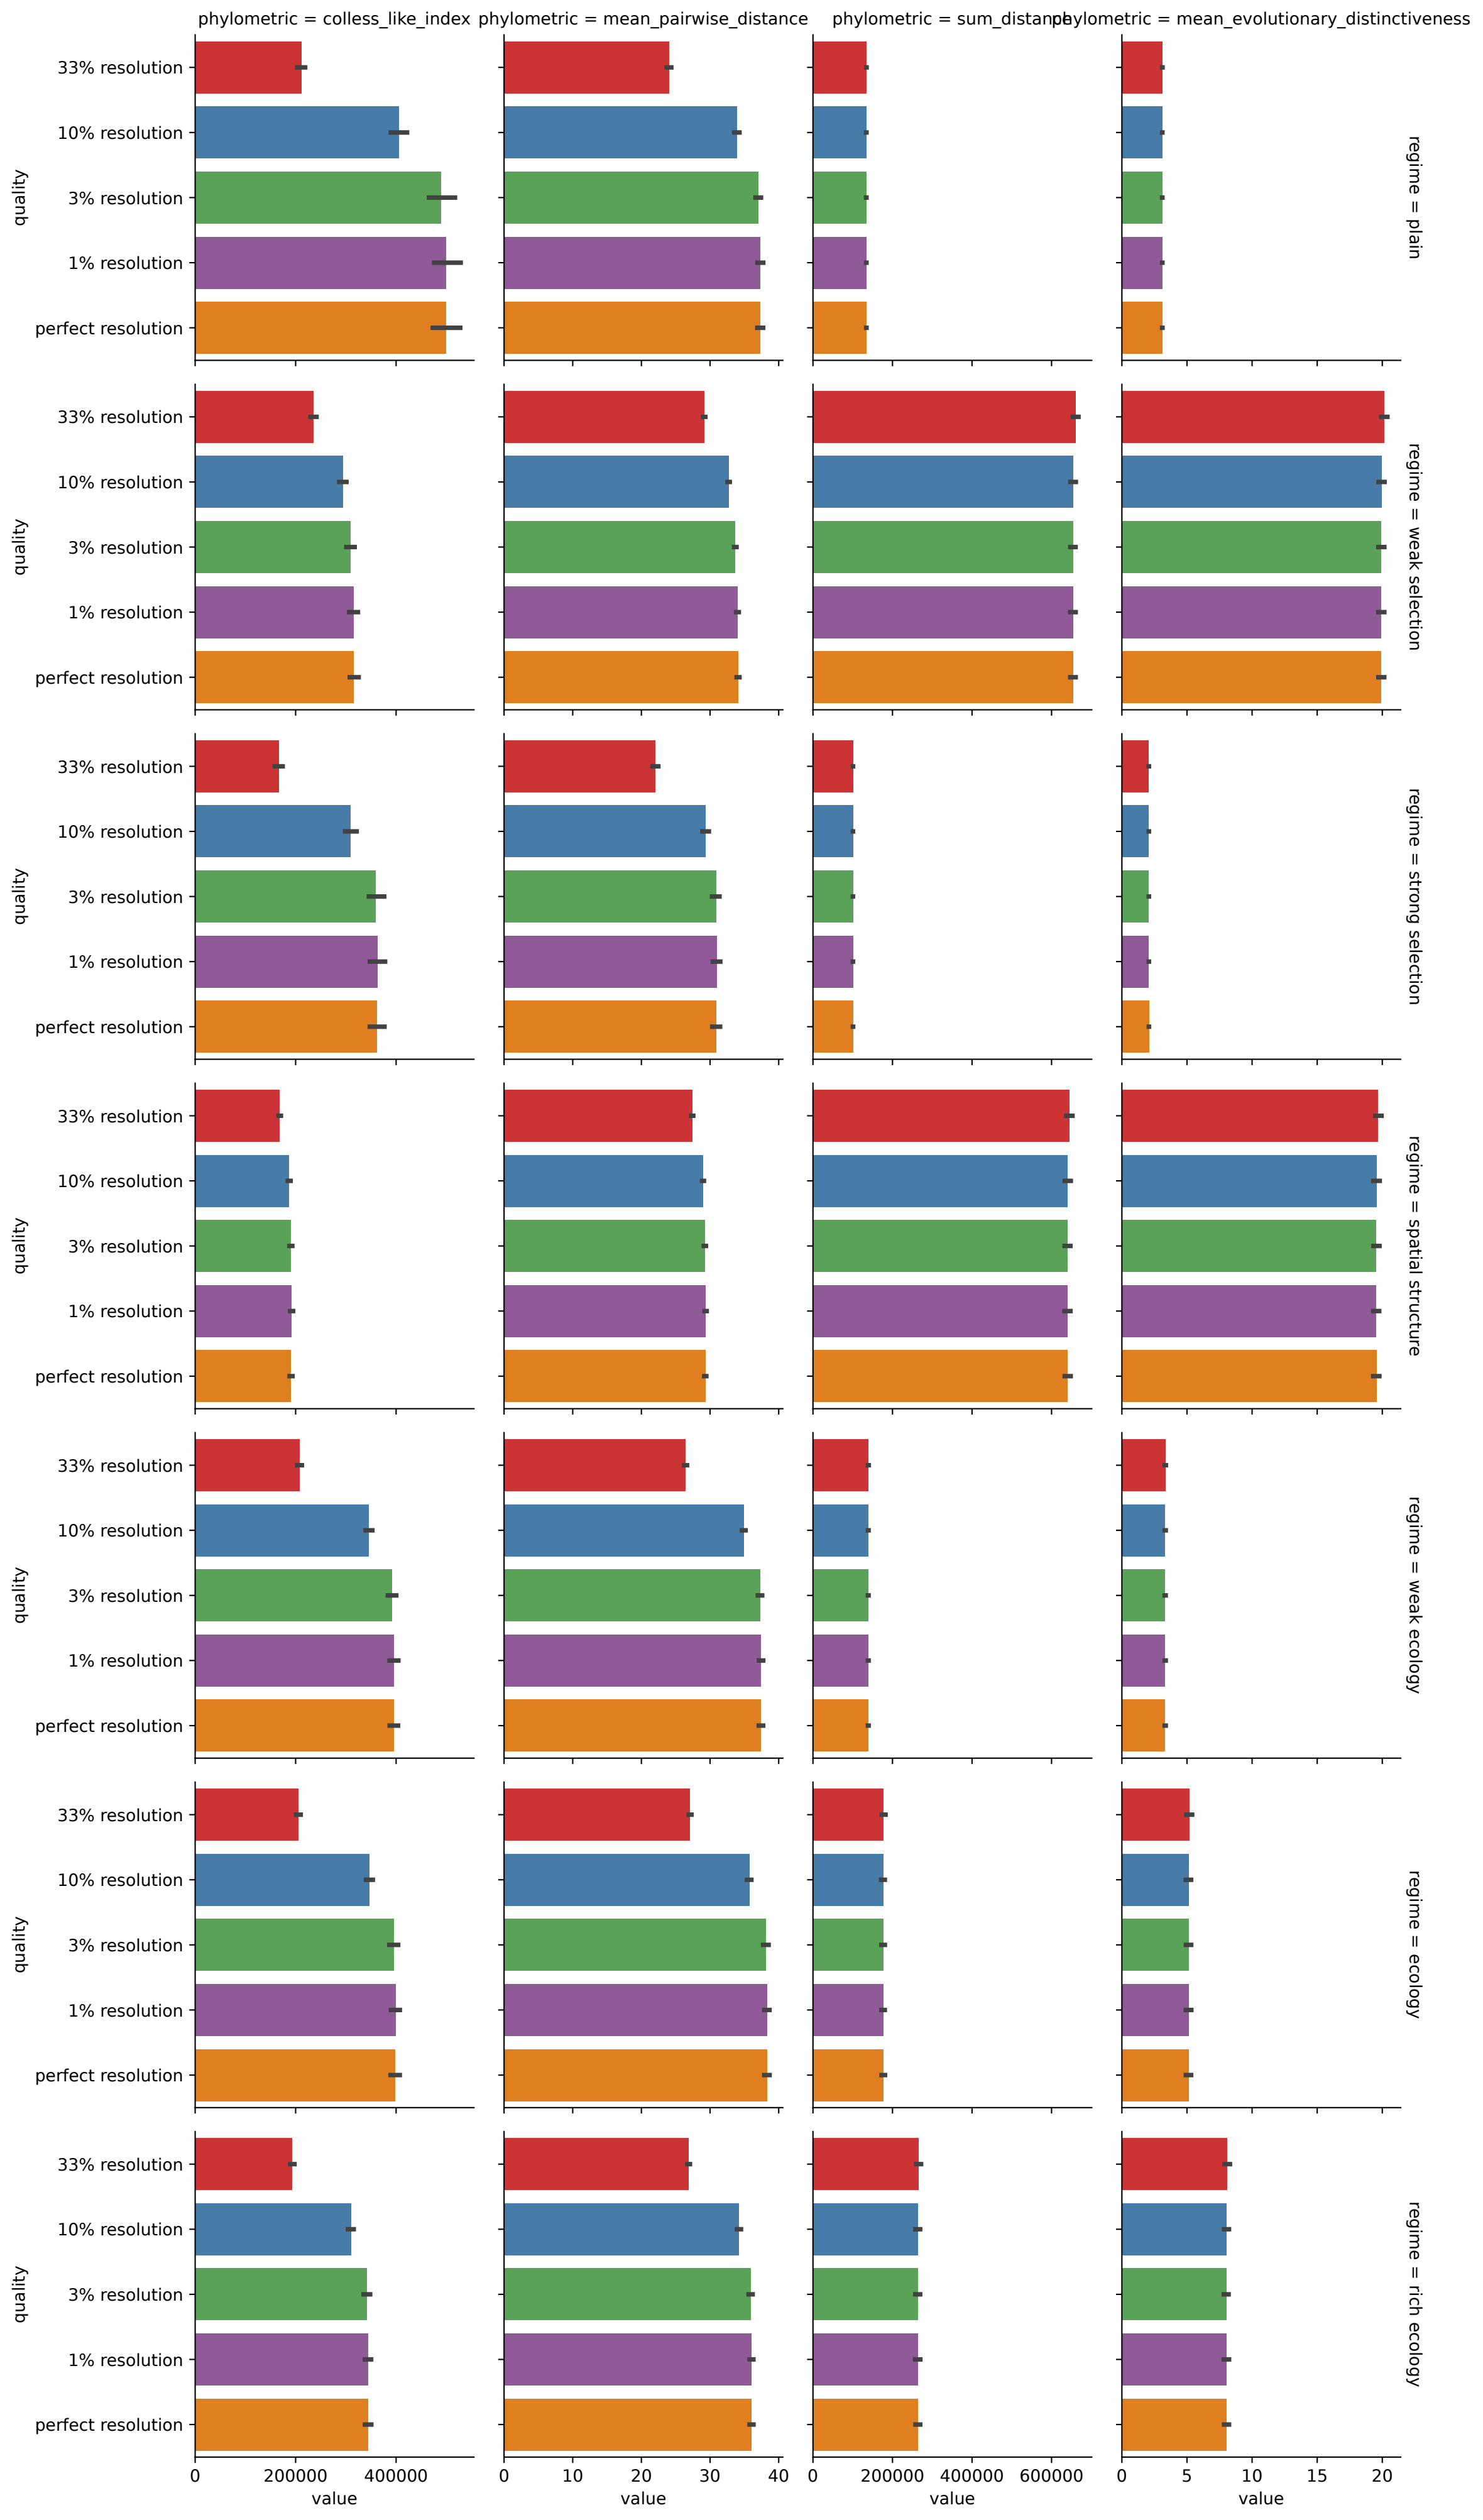 phylometric = colless_like_index
phylometric = mean_pairwise_distance
phylometric = sum_distance
phylometric = mean_evolutionary_distinctiveness
33% resolution
10% resolution
3% resolution
1% resolution
perfect resolution
quality
regime = plain
33% resolution
10% resolution
3% resolution
1% resolution
perfect resolution
quality
regime = weak selection
33% resolution
10% resolution
3% resolution
1% resolution
perfect resolution
quality
regime = strong selection
33% resolution
10% resolution
3% resolution
1% resolution
perfect resolution
quality
regime = spatial structure
33% resolution
10% resolution
3% resolution
1% resolution
perfect resolution
quality
regime = weak ecology
33% resolution
10% resolution
3% resolution
1% resolution
perfect resolution
quality
regime = ecology
33% resolution
10% resolution
3% resolution
1% resolution
perfect resolution
quality
regime = rich ecology
0 200000 400000
0 10 20 30 40
0 200000 400000 600000
0 5 10 15 20
value
value
value
value